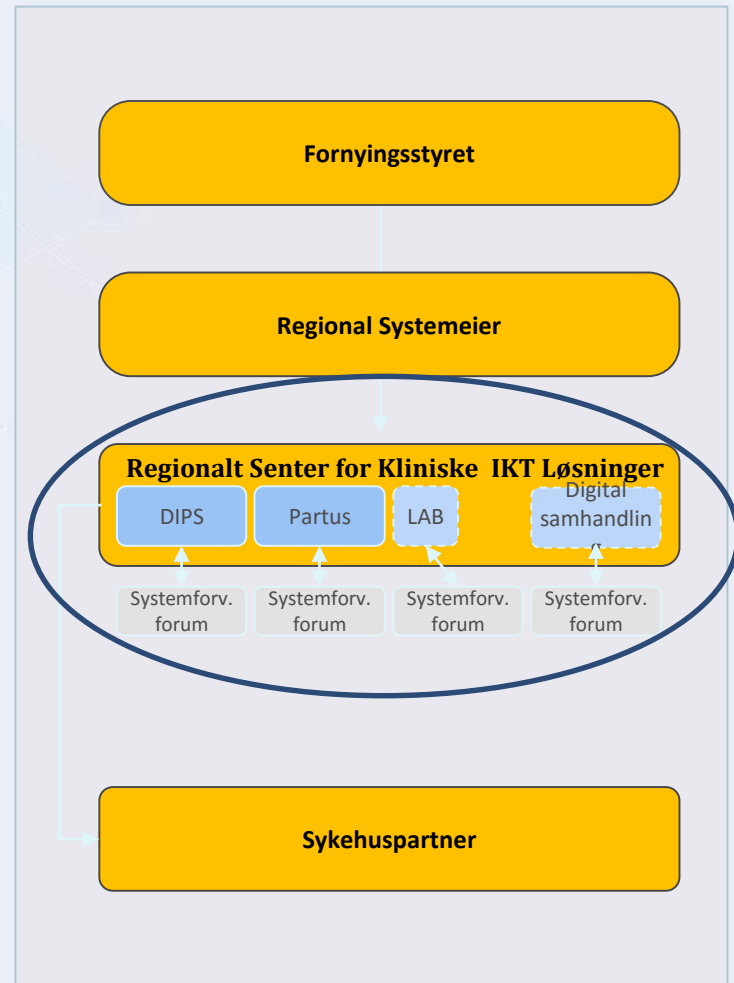 Fornyingsstyret
Regional Systemeier
Regionalt Senter for Kliniske IKT Løsninger
DIPS
Partus
LAB
Digital
samhandlin
g
Systemforv.
forum
Systemforv.
forum
Systemforv.
forum
Systemforv.
forum
Sykehuspartner